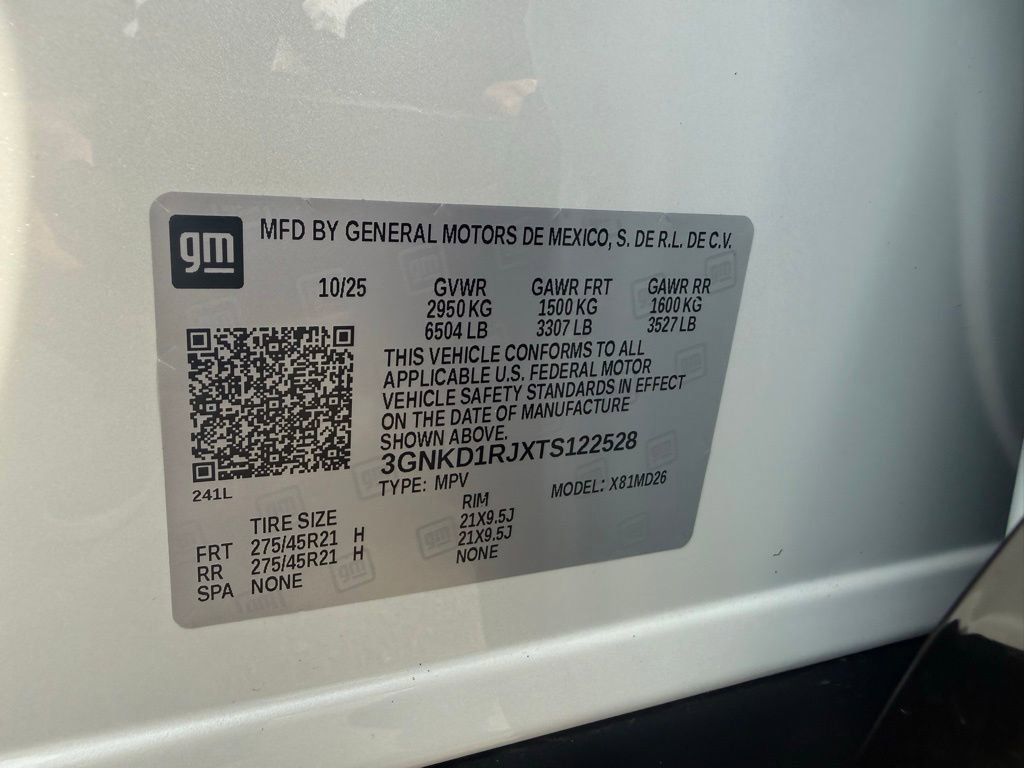 gm
MFD BY GENERAL MOTORS DE MEXICO, S. DE R.L. DE C.V.
10/25 GVWR GAWR FRT GAWR RR
2950 KG 1500 KG 1600 KG
6504 LB 3307 LB 3527 LB
THIS VEHICLE CONFORMS TO ALL
APPLICABLE U.S. FEDERAL MOTOR
VEHICLE SAFETY STANDARDS IN EFFECT
ON THE DATE OF MANUFACTURE
SHOWN ABOVE.
3GNKD1RJXTS122528
TYPE: MPV MODEL: X81MD26
241L
TIRE SIZE RIM
FRT 275/45R21 H 21X9.5J
RR 275/45R21 H 21X9.5J
SPA NONE NONE